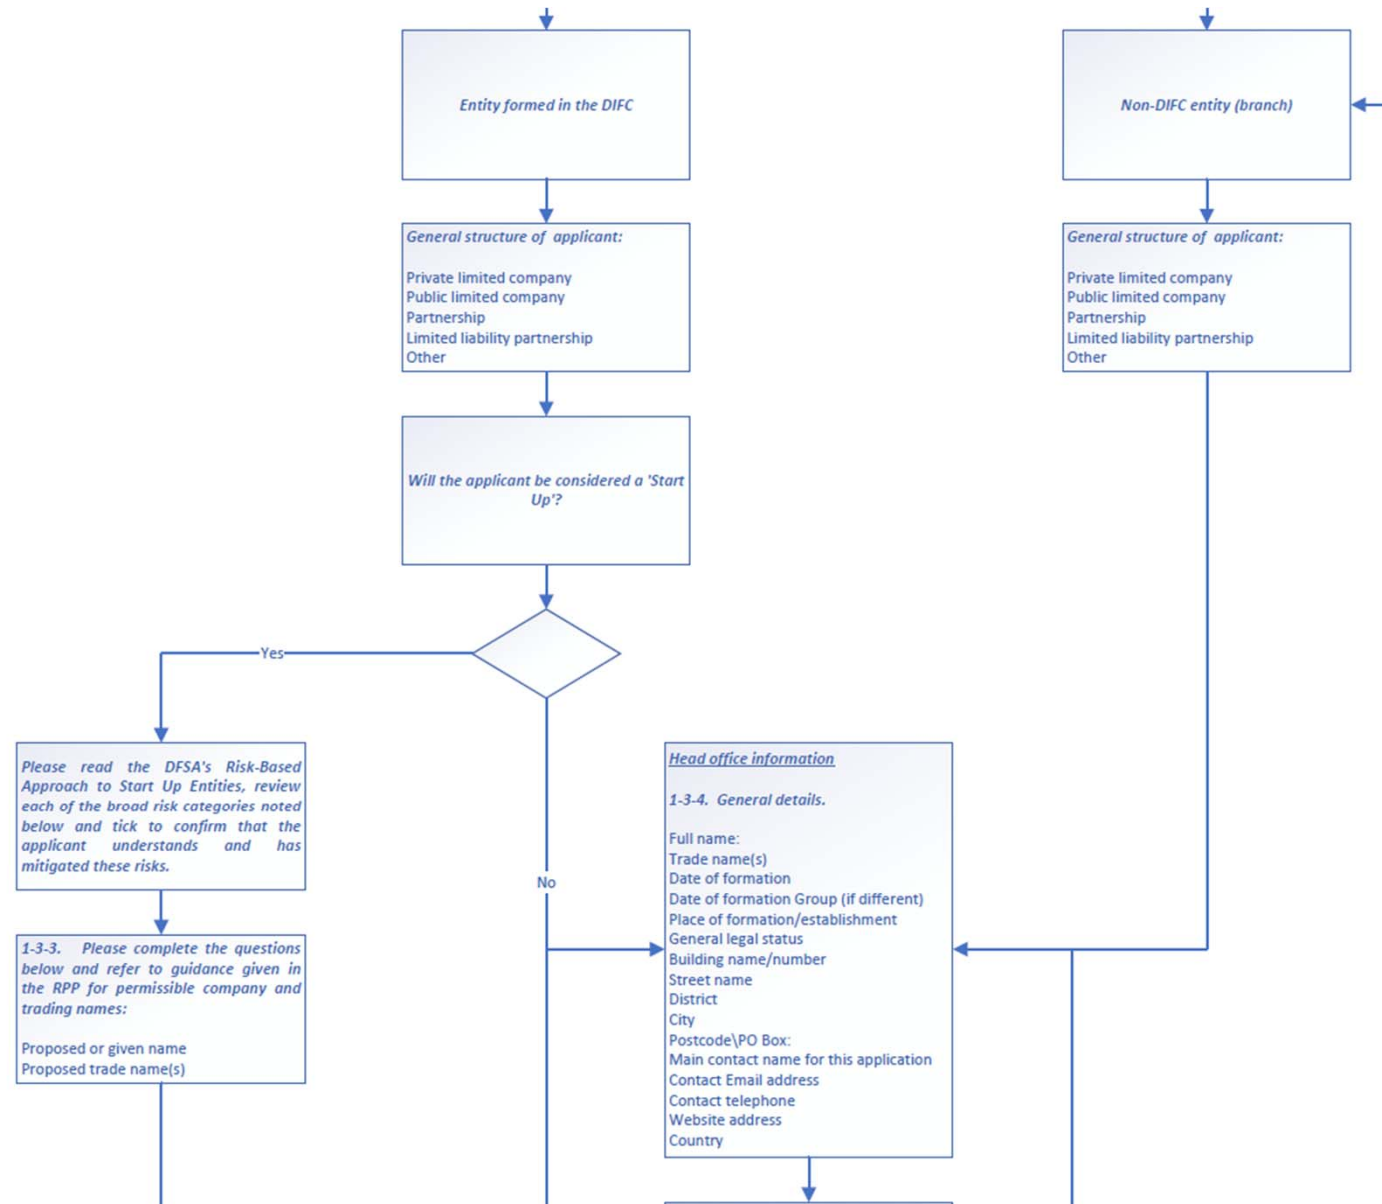 Entity formed in the DIFC
Non-DIFC entity (branch)
General structure of applicant:
Private limited company
Public limited company
Partnership
Limited liability partnership
Other
General structure of applicant:
Private limited company
Public limited company
Partnership
Limited liability partnership
Other
Will the applicant be considered a 'Start
Up'?
Yes
Please read the DFSA's Risk-Based
Approach to Start Up Entities, review
each of the broad risk categories noted
below and tick to confirm that the
applicant understands and has
mitigated these risks.
No
1-3-3. Please complete the questions
below and refer to guidance given in
the RPP for permissible company and
trading names:
Proposed or given name
Proposed trade name(s)
Head office information
1-3-4. General details.
Full name:
Trade name(s)
Date of formation
Date of formation Group (if different)
Place of formation/establishment
General legal status
Building name/number
Street name
District
City
Postcode\PO Box:
Main contact name for this application
Contact Email address
Contact telephone
Website address
Country